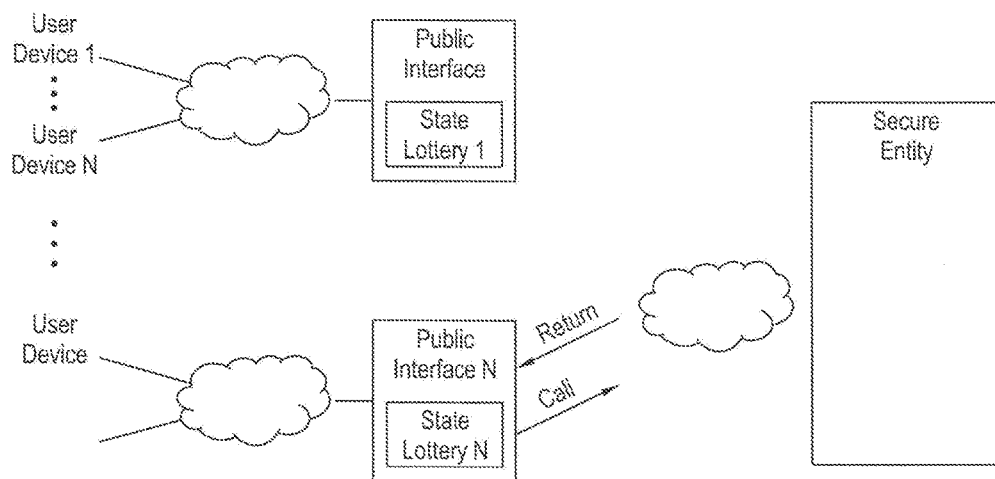 User
Device 1
User
Device N
Public
Interface
State
Lottery 1
Secure
Entity
User
Device
Public
Interface N
State
Lottery N
Return
Call